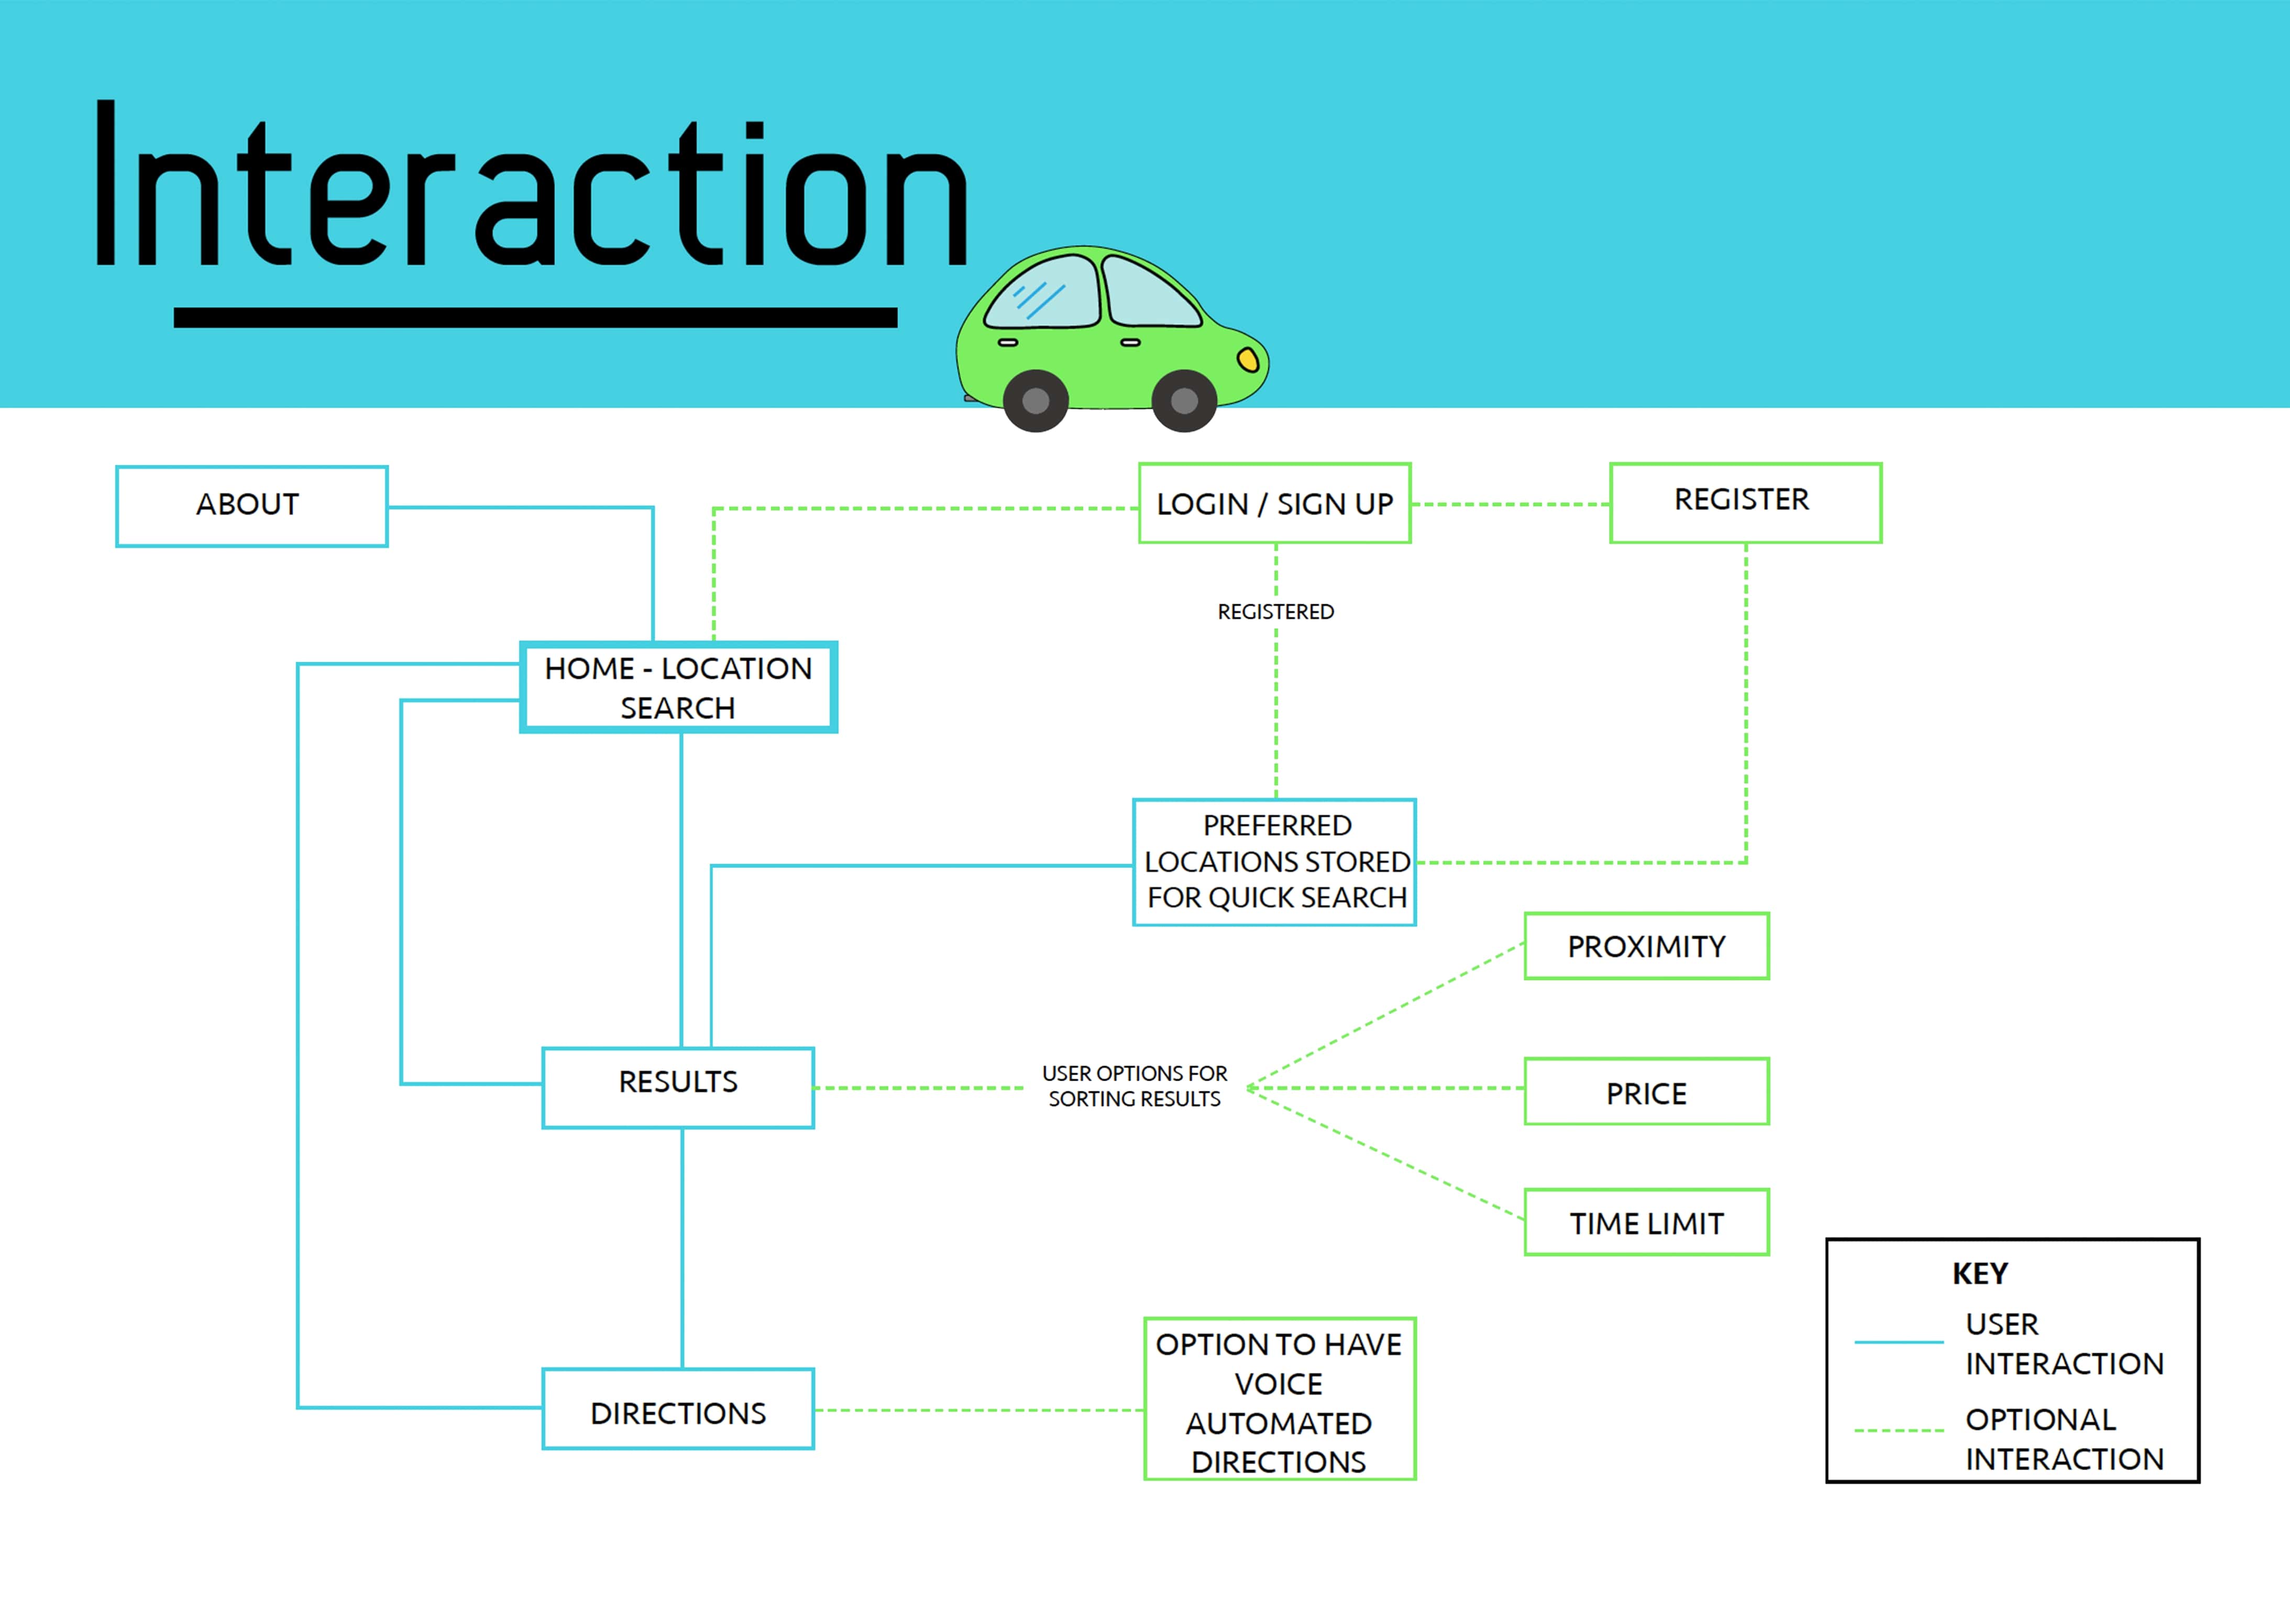 Interaction
ABOUT
LOGIN / SIGN UP
REGISTER
REGISTERED
HOME - LOCATION
SEARCH
PREFERRED
LOCATIONS STORED
FOR QUICK SEARCH
PROXIMITY
RESULTS
USER OPTIONS FOR
SORTING RESULTS
PRICE
TIME LIMIT
DIRECTIONS
OPTION TO HAVE
VOICE
AUTOMATED
DIRECTIONS
KEY
USER
INTERACTION
OPTIONAL
INTERACTION